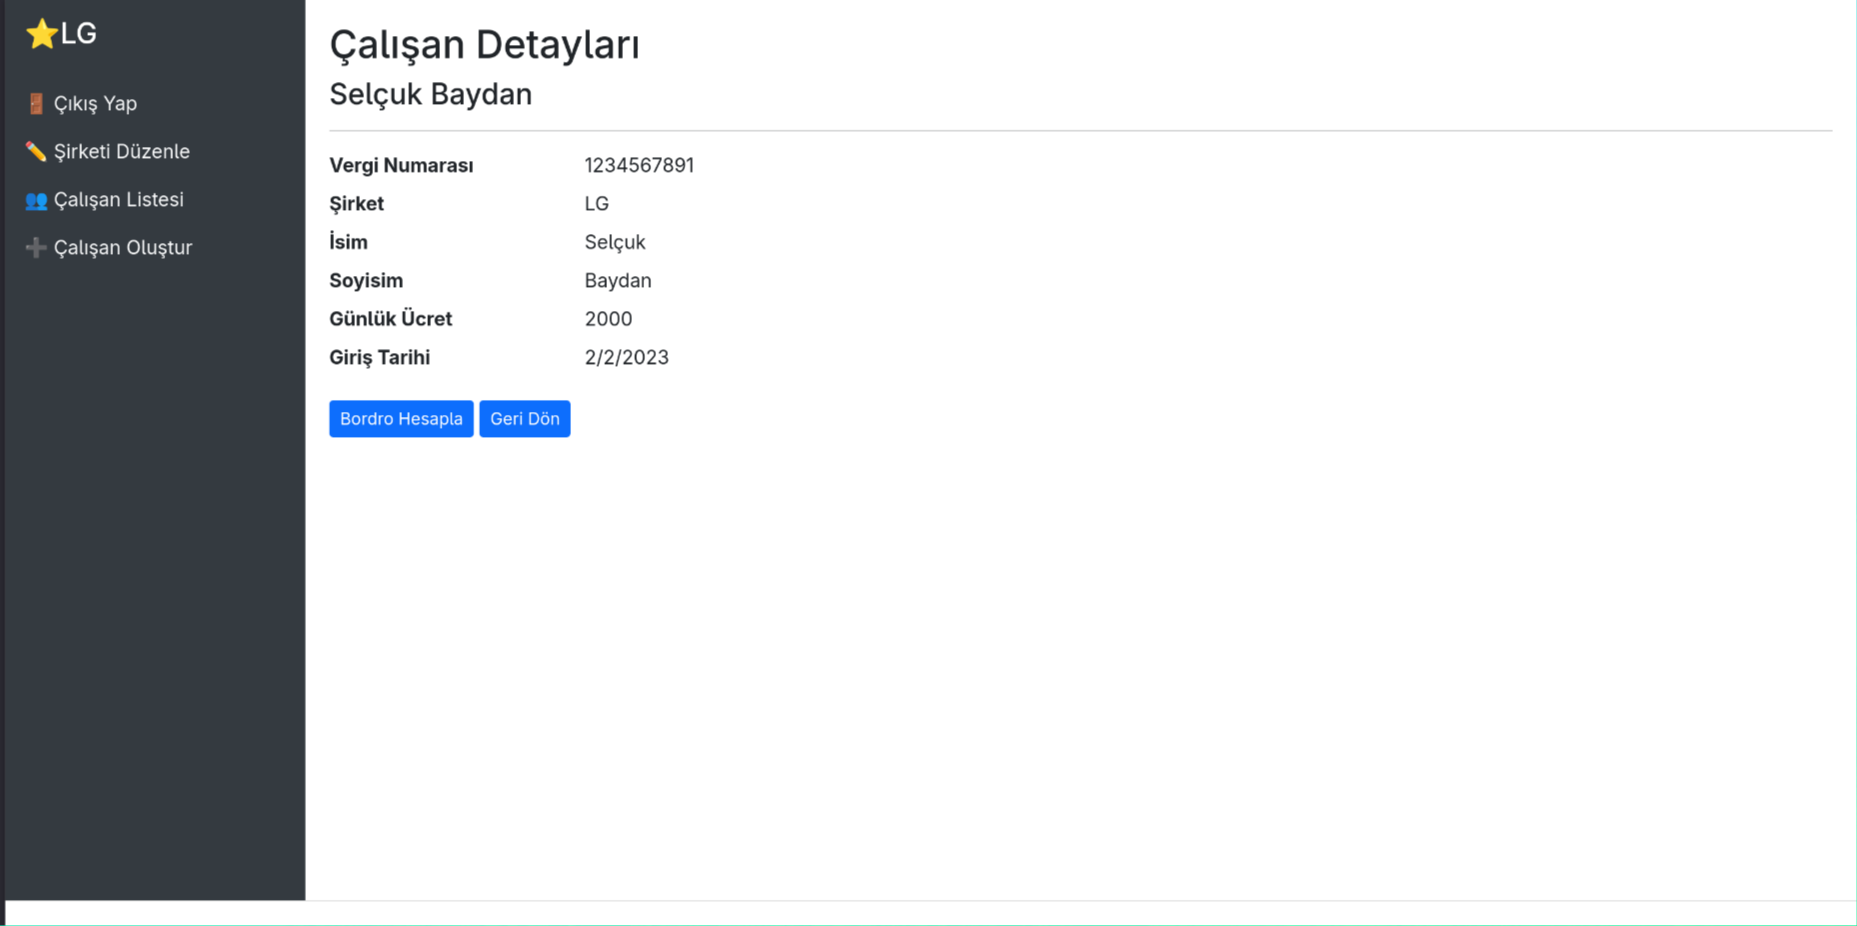 ⭐LG
🚪 Çıkış Yap
✏️ Şirketi Düzenle
👥 Çalışan Listesi
➕ Çalışan Oluştur
Çalışan Detayları
Selçuk Baydan
Vergi Numarası 1234567891
Şirket LG
İsim Selçuk
Soyisim Baydan
Günlük Ücret 2000
Giriş Tarihi 2/2/2023
Bordro Hesapla Geri Dön